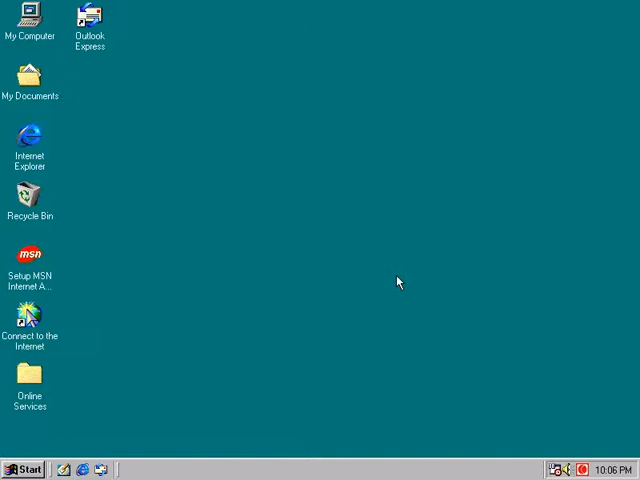 My Computer
Outlook
Express
My Documents
Internet
Explorer
Recycle Bin
msn
Setup MSN
Internet A...
Connect to the
Internet
Online
Services
Start
10:06 PM